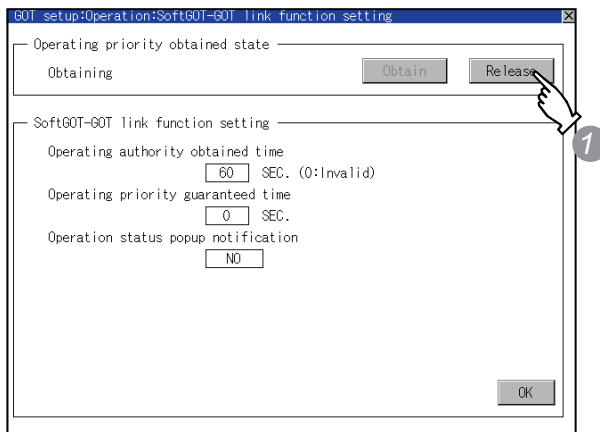 GOT setup:Operation:SoftGOT-GOT link function setting
Operating priority obtained state
Obtaining
Obtain
Release
SoftGOT-GOT link function setting
Operating authority obtained time
60 SEC. (0:Invalid)
Operating priority guaranteed time
0 SEC.
Operation status popup notification
NO
OK
1